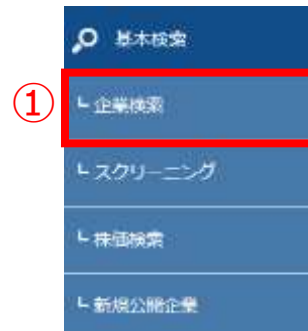 基本検索
①
└ 企業検索
└ スクリーニング
└ 株価検索
└ 新規公開企業